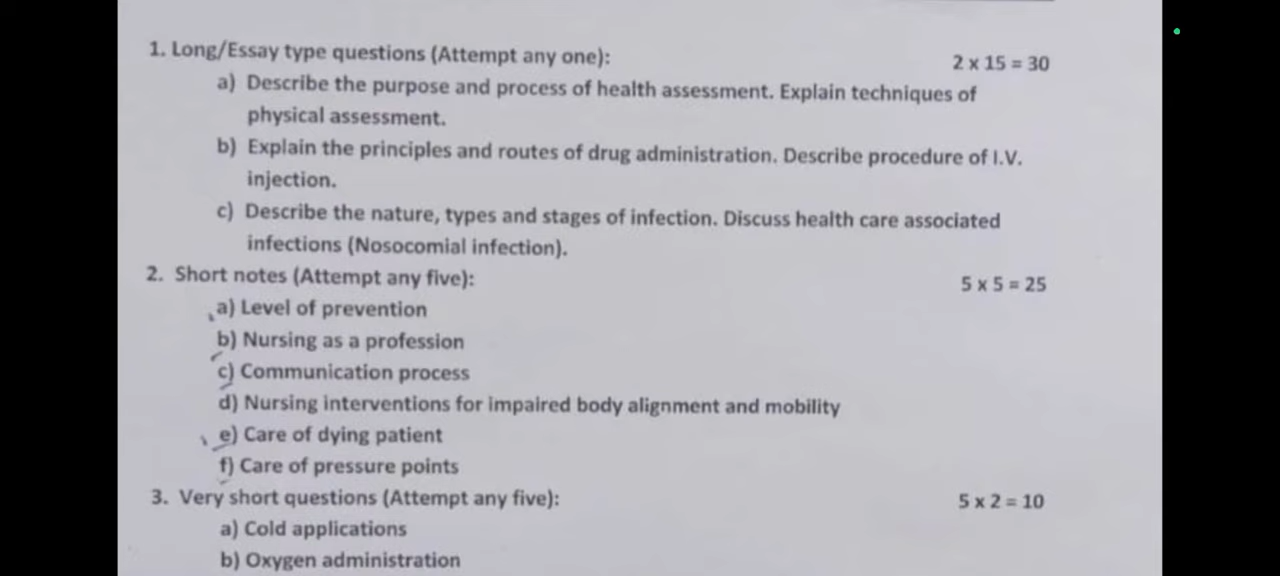 1. Long/Essay type questions (Attempt any one): 2 x 15 = 30
a) Describe the purpose and process of health assessment. Explain techniques of
physical assessment.
b) Explain the principles and routes of drug administration. Describe procedure of I.V.
injection.
c) Describe the nature, types and stages of infection. Discuss health care associated
infections (Nosocomial infection).
2. Short notes (Attempt any five): 5 x 5 = 25
a) Level of prevention
b) Nursing as a profession
c) Communication process
d) Nursing interventions for impaired body alignment and mobility
e) Care of dying patient
f) Care of pressure points
3. Very short questions (Attempt any five): 5 x 2 = 10
a) Cold applications
b) Oxygen administration